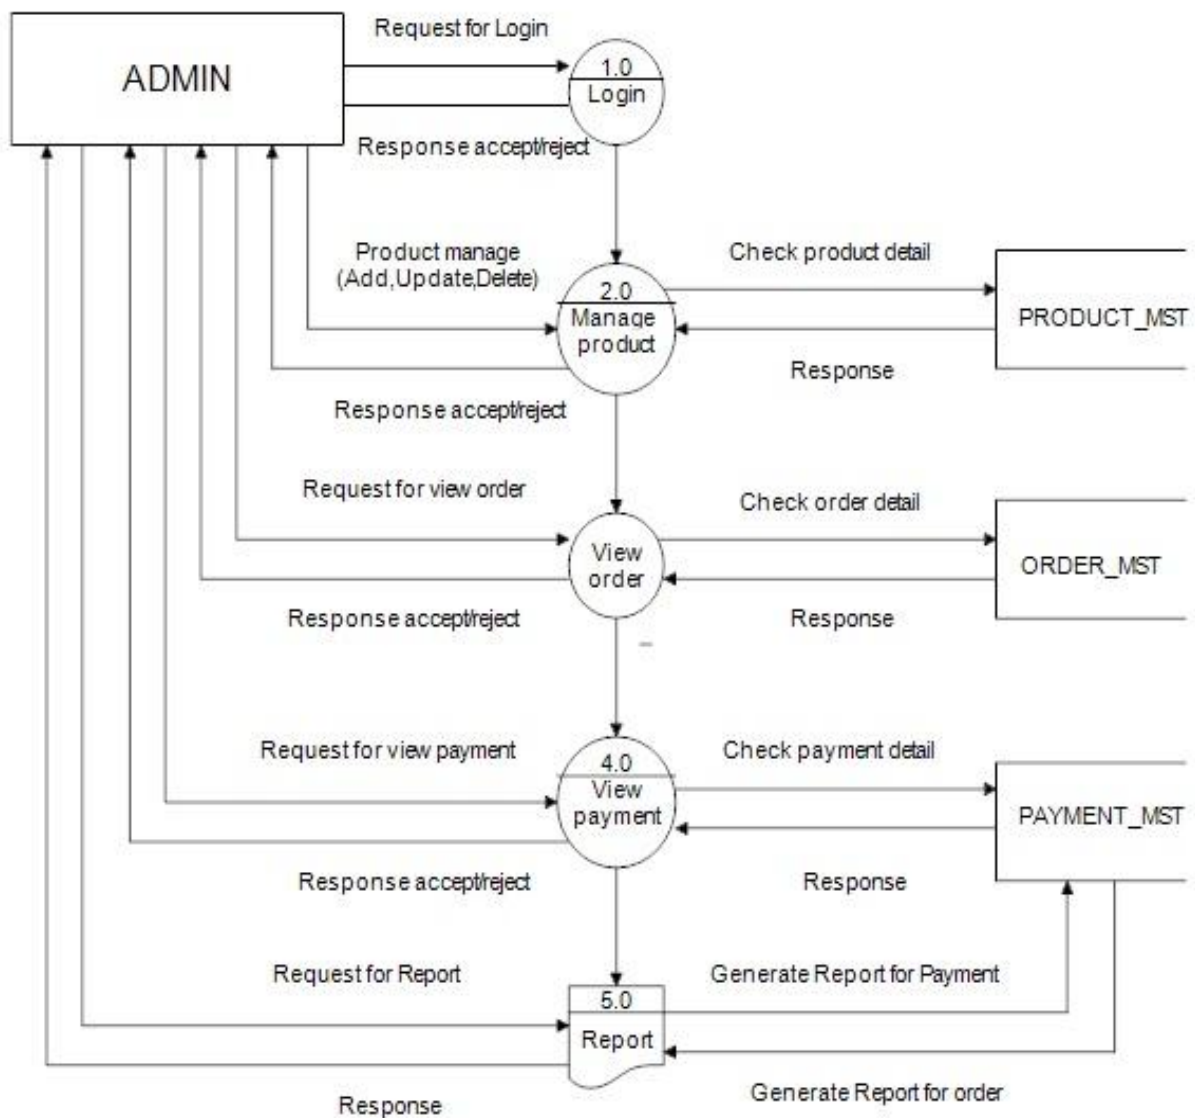 Request for Login
ADMIN
1.0
Login
Response accept/reject
Product manage
(Add,Update,Delete)
Check product detail
2.0
Manage
product
PRODUCT_MST
Response
Response accept/reject
Request for view order
Check order detail
View
order
ORDER_MST
Response accept/reject
Response
Request for view payment
Check payment detail
4.0
View
payment
PAYMENT_MST
Response accept/reject
Response
Request for Report
Generate Report for Payment
5.0
Report
Generate Report for order
Response